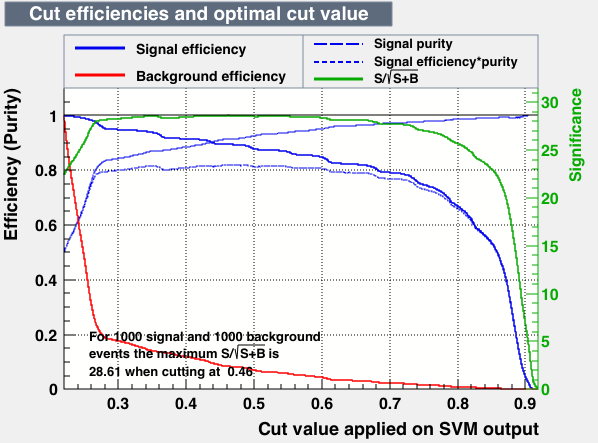 Cut efficiencies and optimal cut value
Signal efficiency
Background efficiency
Signal purity
Signal efficiency*purity
S/√S+B
Efficiency (Purity)
1
0.8
0.6
0.4
0.2
0
30
25
20
15
10
5
0
Significance
For 1000 signal and 1000 background
events the maximum S/√S+B is
28.61 when cutting at 0.46
0.3 0.4 0.5 0.6 0.7 0.8 0.9
Cut value applied on SVM output